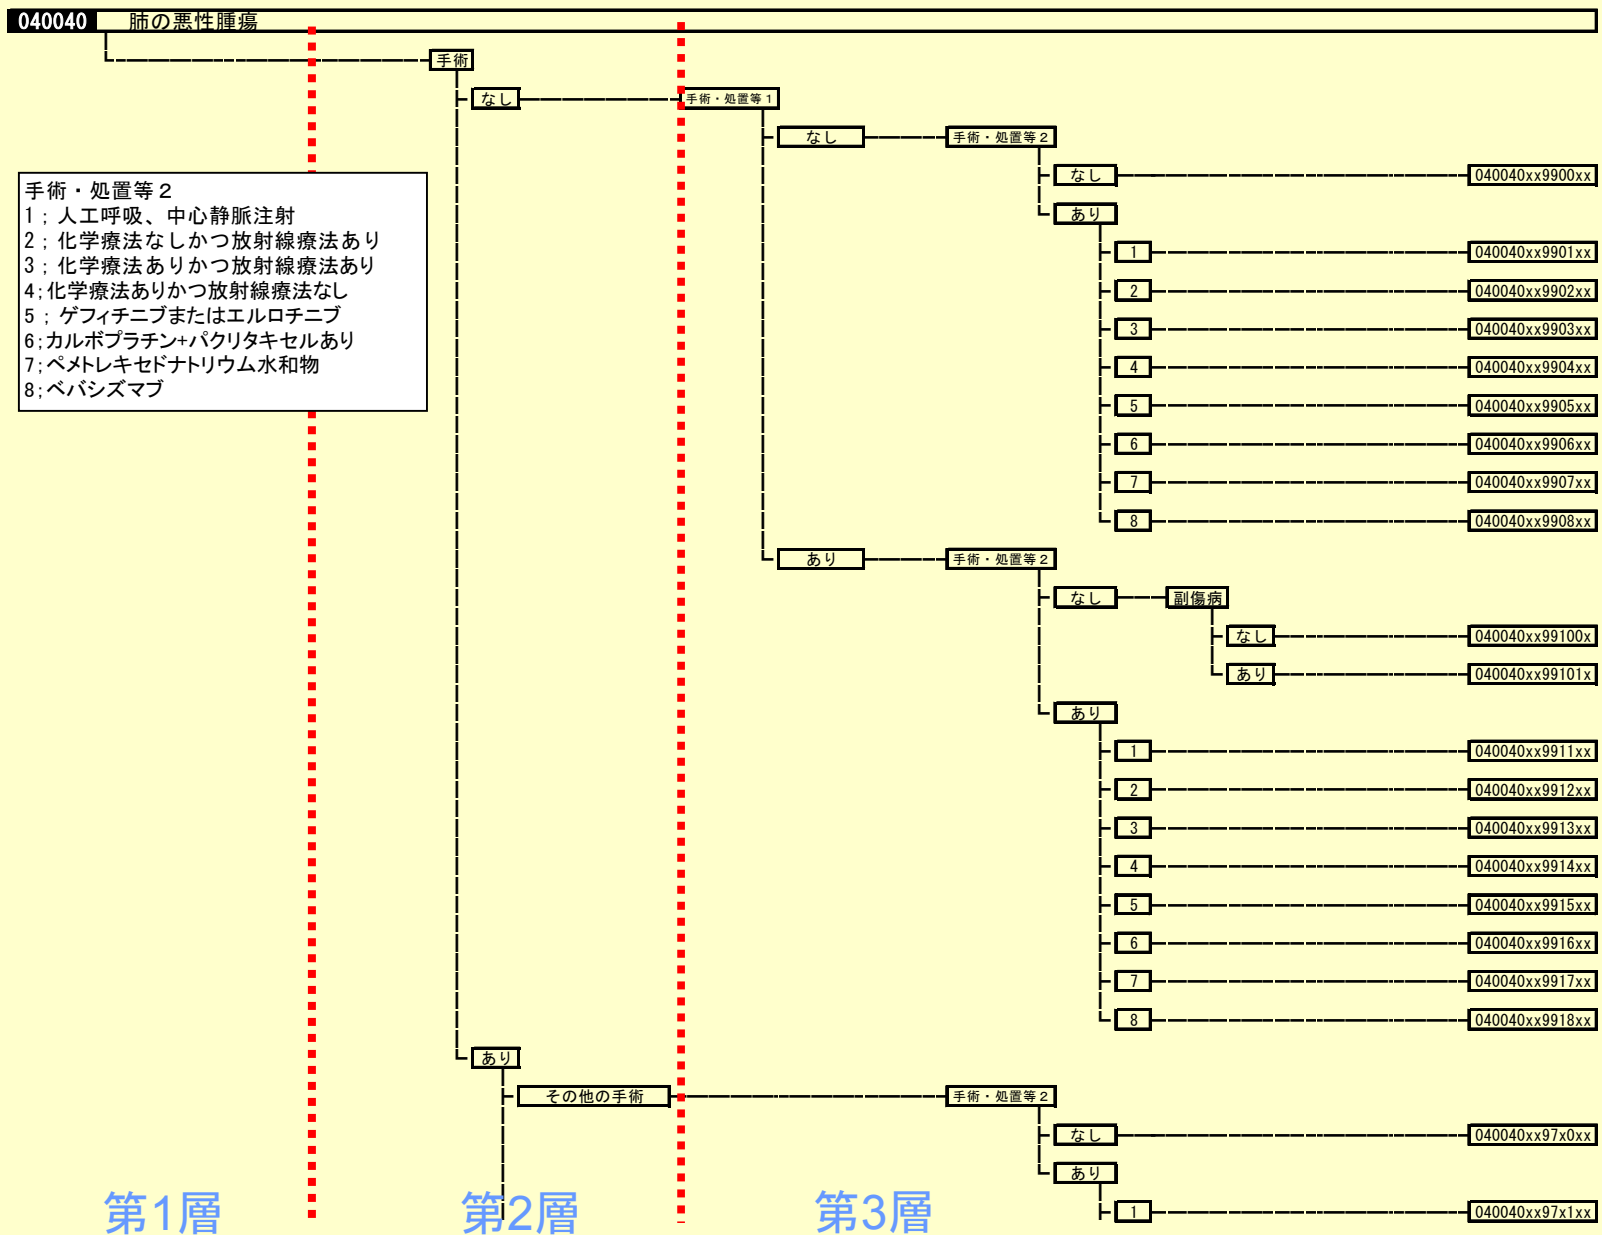 040040 肺の悪性腫瘍
手術
なし 手術・処置等1
なし 手術・処置等2
なし 040040xx9900xx
あり
手術・処置等2
1；人工呼吸、中心静脈注射
2；化学療法なしかつ放射線療法あり
3；化学療法ありかつ放射線療法あり
4;化学療法ありかつ放射線療法なし
5；ゲフィチニブまたはエルロチニブ
6;カルボプラチン+パクリタキセルあり
7;ペメトレキセドナトリウム水和物
8;ベバシズマブ
1 040040xx9901xx
2 040040xx9902xx
3 040040xx9903xx
4 040040xx9904xx
5 040040xx9905xx
6 040040xx9906xx
7 040040xx9907xx
8 040040xx9908xx
あり 手術・処置等2
なし 副傷病
なし 040040xx99100x
あり 040040xx99101x
あり
1 040040xx9911xx
2 040040xx9912xx
3 040040xx9913xx
4 040040xx9914xx
5 040040xx9915xx
6 040040xx9916xx
7 040040xx9917xx
8 040040xx9918xx
あり
その他の手術 手術・処置等2
なし 040040xx97x0xx
あり
1 040040xx97x1xx
第1層 第2層 第3層